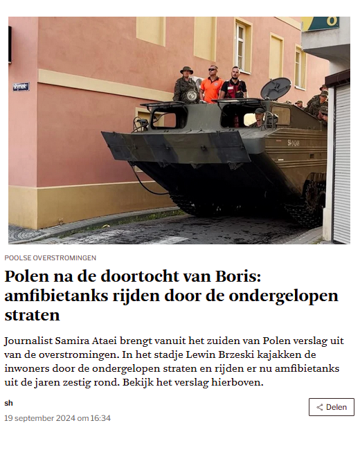 POOLSE OVERSTROMINGEN
Polen na de doortocht van Boris:
amfibietanks rijden door de ondergelopen
straten
Journalist Samira Ataei brengt vanuit het zuiden van Polen verslag uit
van de overstromingen. In het stadje Lewin Brzeski kajakken de
inwoners door de ondergelopen straten en rijden er nu amfibietanks
uit de jaren zestig rond. Bekijk het verslag hierboven.
sh
19 september 2024 om 16:34
Delen